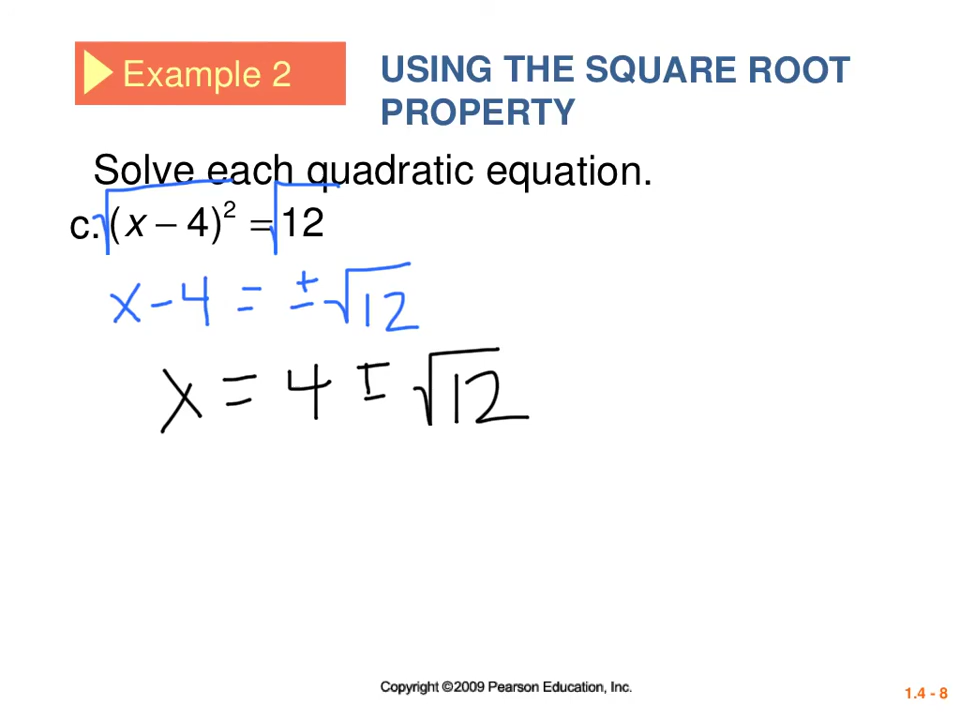 Example 2
USING THE SQUARE ROOT
PROPERTY
Solve each quadratic equation.
c. √(x – 4)² = √12
x - 4 = ± √12
x = 4 ± √12
Copyright ©2009 Pearson Education, Inc.
1.4 - 8